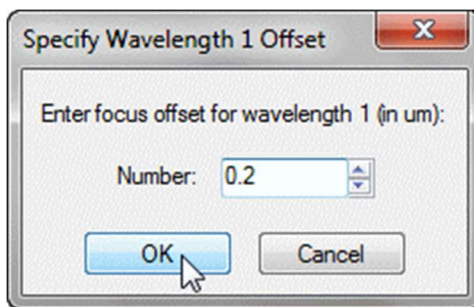 Specify Wavelength 1 Offset
Enter focus offset for wavelength 1 (in um):
Number: 0.2
OK Cancel